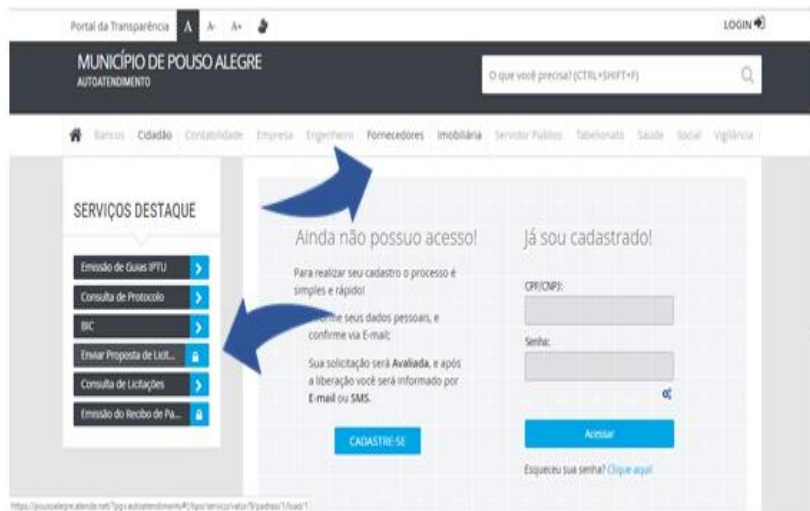 Portal da Transparência A A- A+ LOGIN
MUNICÍPIO DE POUSO ALEGRE
AUTOATENDIMENTO
O que você precisa? (CTRL+SHIFT+F)
Bancos Cidadão Contabilidade Empresa Engenheiro Fornecedores Imobiliária Servidor Público Tabelionato Saúde Social Vigilância
SERVIÇOS DESTAQUE
Emissão de Guias IPTU
Consulta de Protocolo
BIC
Enviar Proposta de Licit...
Consulta de Licitações
Emissão do Recibo de Pa...
Ainda não possuo acesso!
Para realizar seu cadastro o processo é
simples e rápido!
seus dados pessoais, e
confirme via E-mail;
Sua solicitação será Avaliada, e após
a liberação você será informado por
E-mail ou SMS.
CADASTRE-SE
Já sou cadastrado!
CPF/CNPJ:
Senha:
Acessar
Esqueceu sua senha? Clique aqui!